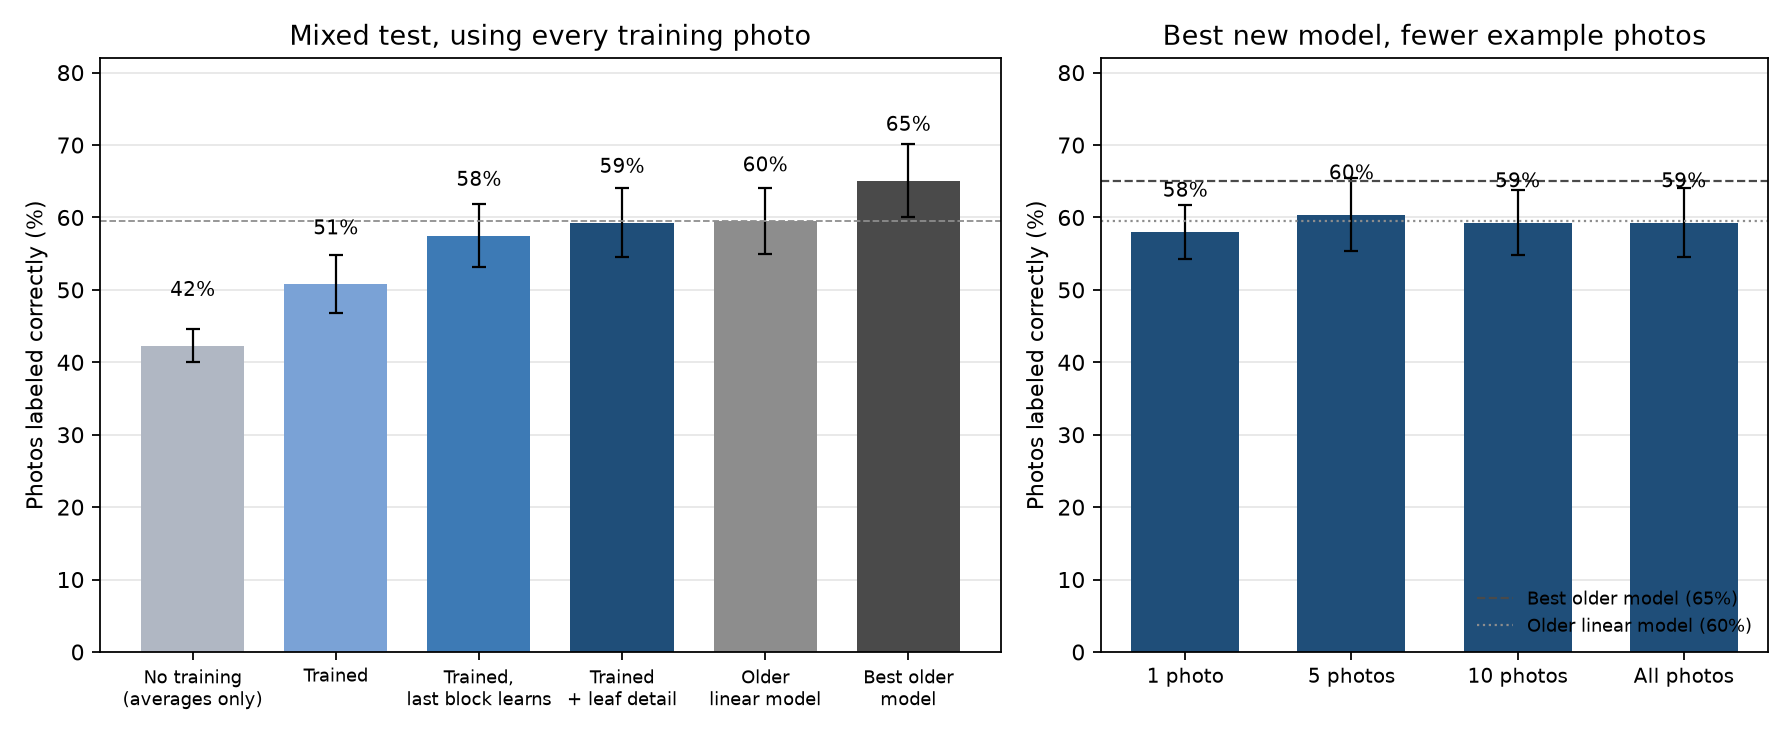 Mixed test, using every training photo
Photos labeled correctly (%)
80
70
60
50
40
30
20
10
0
42%
51%
58%
59%
60%
65%
No training
(averages only)
Trained
Trained,
last block learns
Trained
+ leaf detail
Older
linear model
Best older
model
Best new model, fewer example photos
Photos labeled correctly (%)
80
70
60
50
40
30
20
10
0
58%
60%
59%
59%
Best older model (65%)
Older linear model (60%)
1 photo
5 photos
10 photos
All photos